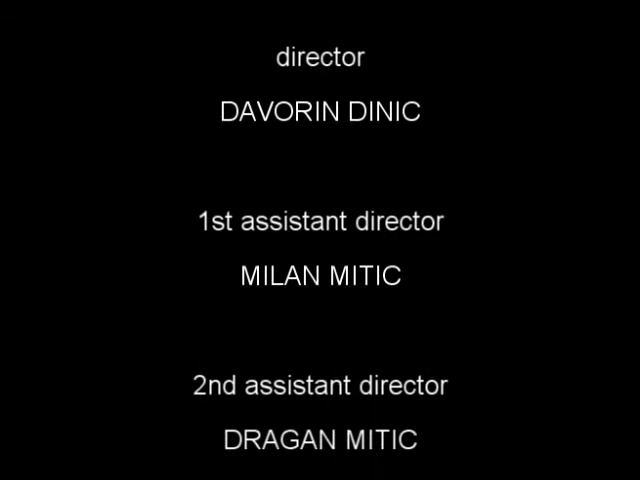 director
DAVORIN DINIC
1st assistant director
MILAN MITIC
2nd assistant director
DRAGAN MITIC